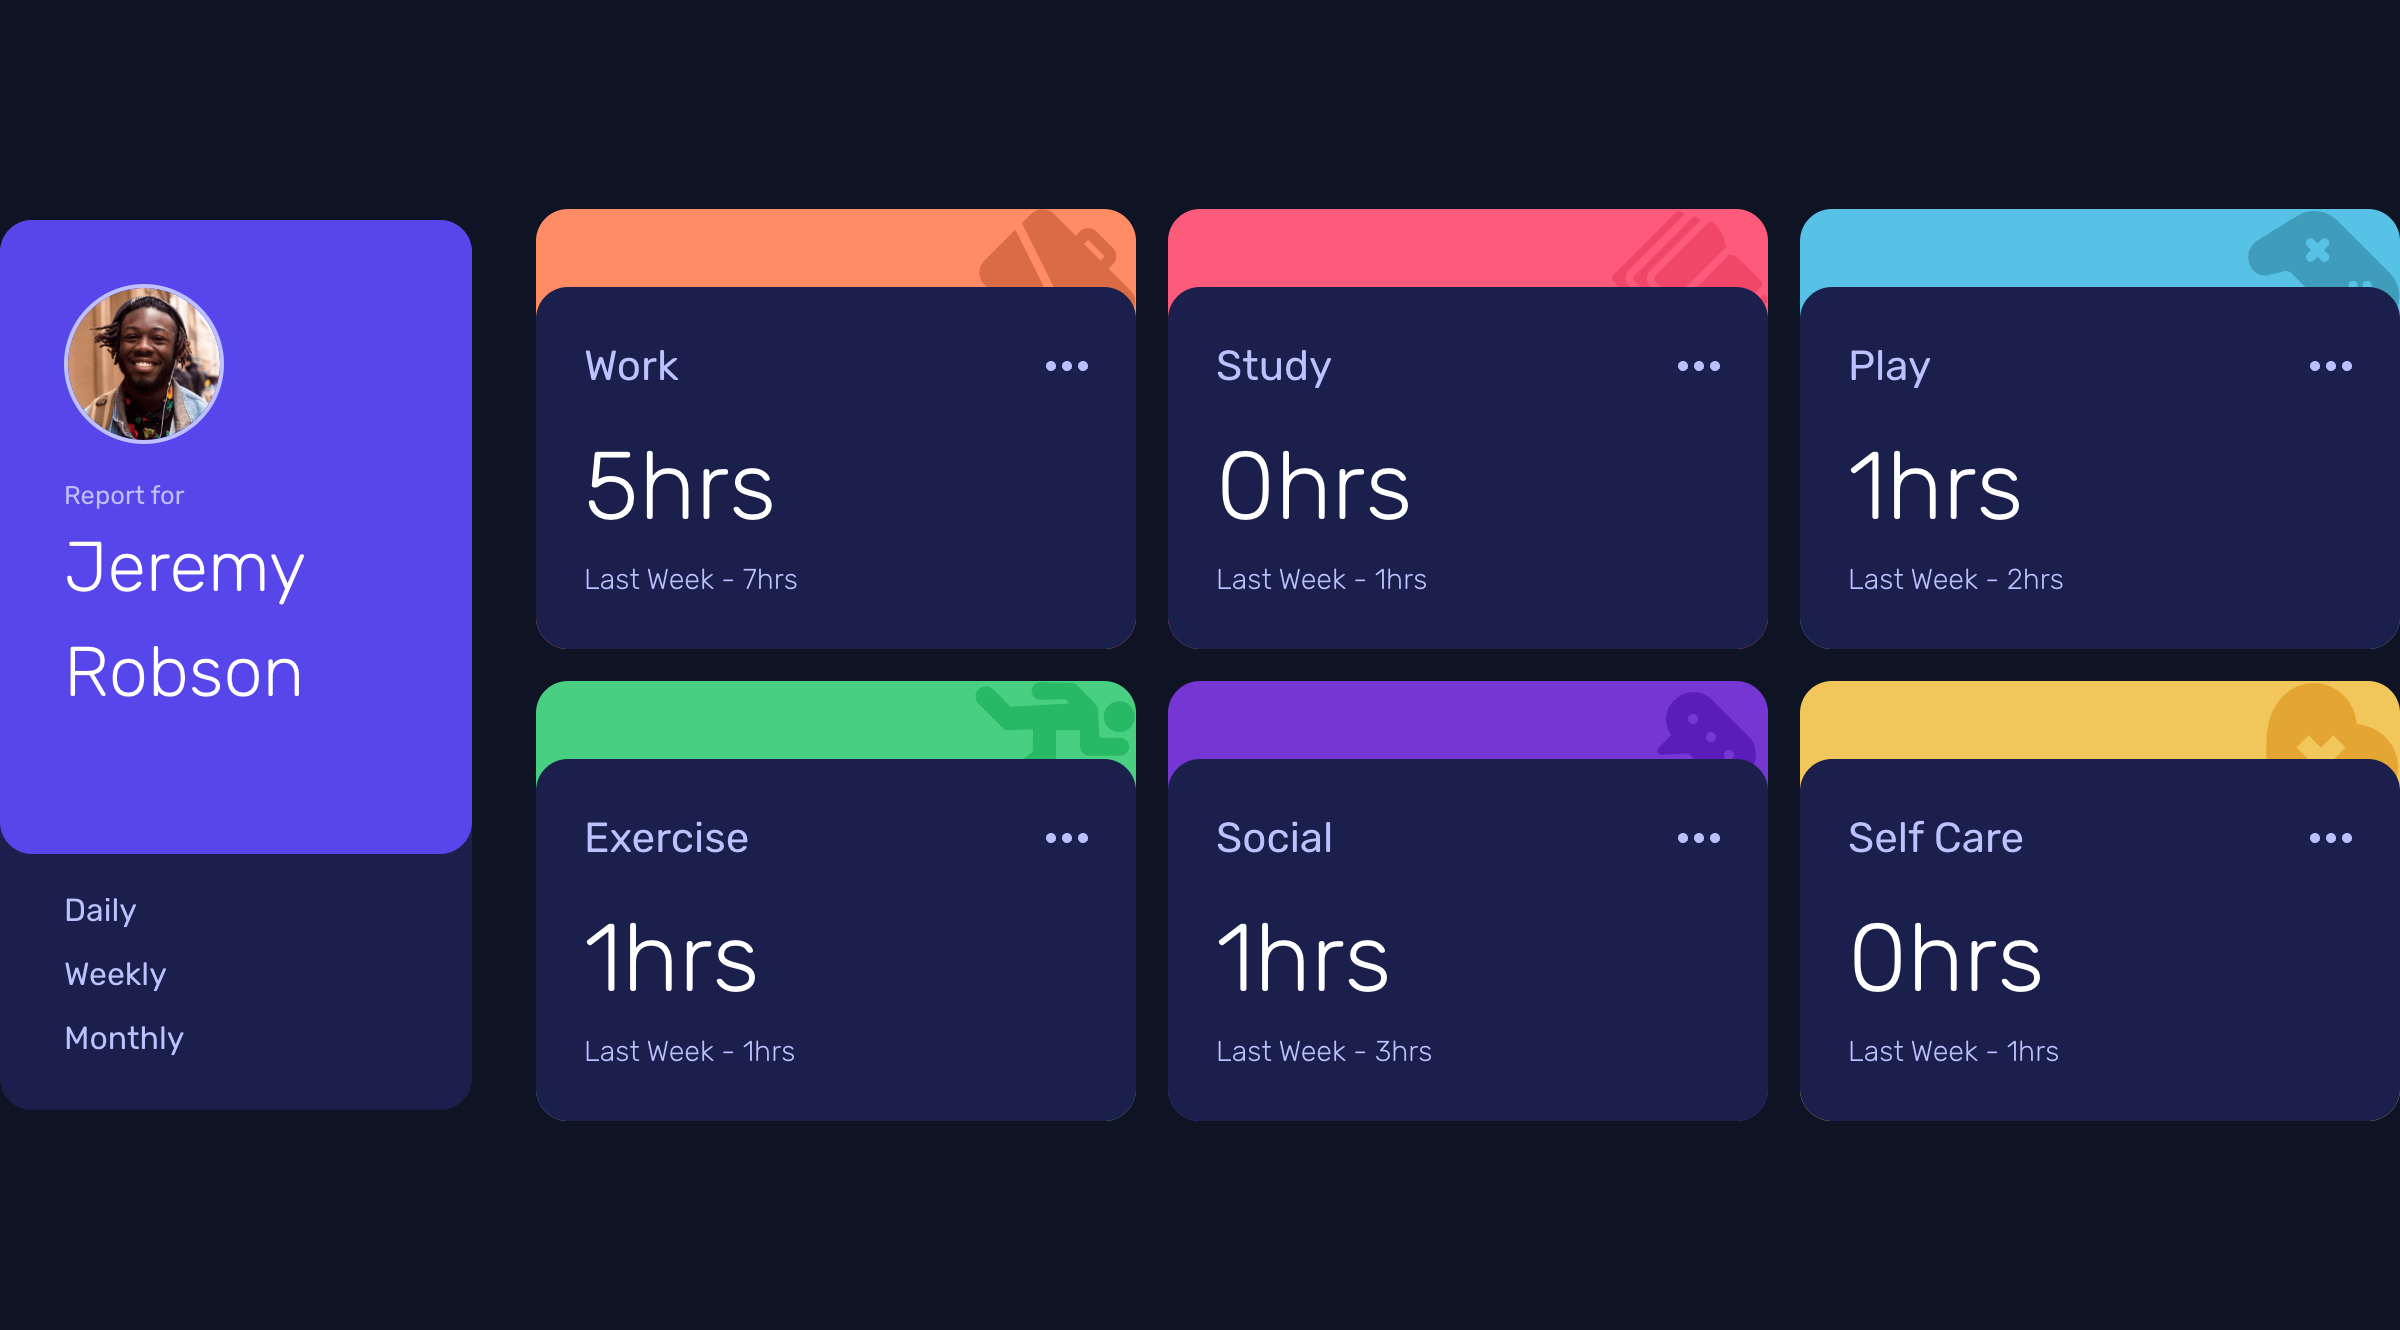 Report for
Jeremy
Robson
Daily
Weekly
Monthly
Work
5hrs
Last Week - 7hrs
Study
0hrs
Last Week - 1hrs
Play
1hrs
Last Week - 2hrs
Exercise
1hrs
Last Week - 1hrs
Social
1hrs
Last Week - 3hrs
Self Care
0hrs
Last Week - 1hrs